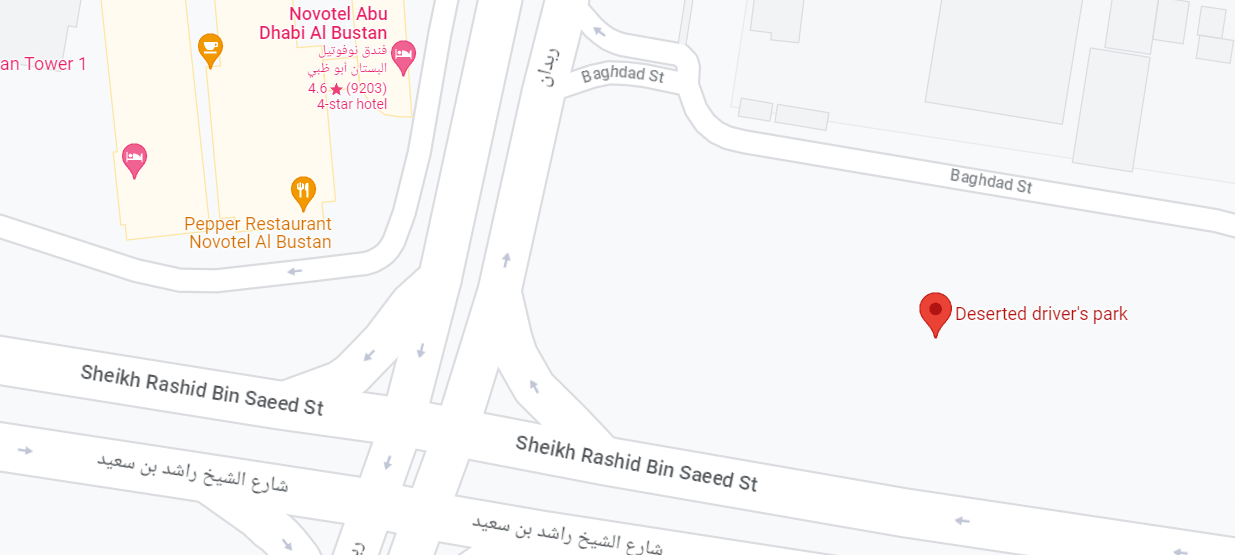 Novotel Abu
Dhabi Al Bustan
فندق نوفوتيل
البستان أبو ظبي
4.6★(9203)
4-star hotel
an Tower 1
ربدان
Baghdad St
Baghdad St
Pepper Restaurant
Novotel Al Bustan
Deserted driver's park
Sheikh Rashid Bin Saeed St
Sheikh Rashid Bin Saeed St
شارع الشيخ راشد بن سعيد
شارع الشيخ راشد بن سعيد